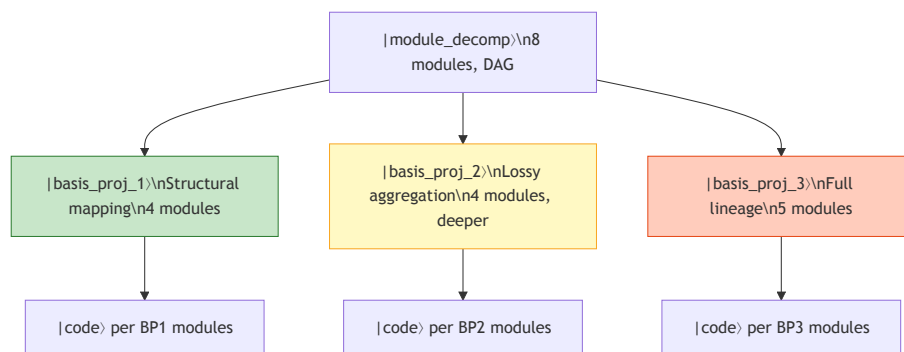 |module_decomp⟩\n8
modules, DAG
|basis_proj_1⟩\nStructural
mapping\n4 modules
|basis_proj_2⟩\nLossy
aggregation\n4 modules,
deeper
|basis_proj_3⟩\nFull
lineage\n5 modules
|code⟩ per BP1 modules
|code⟩ per BP2 modules
|code⟩ per BP3 modules